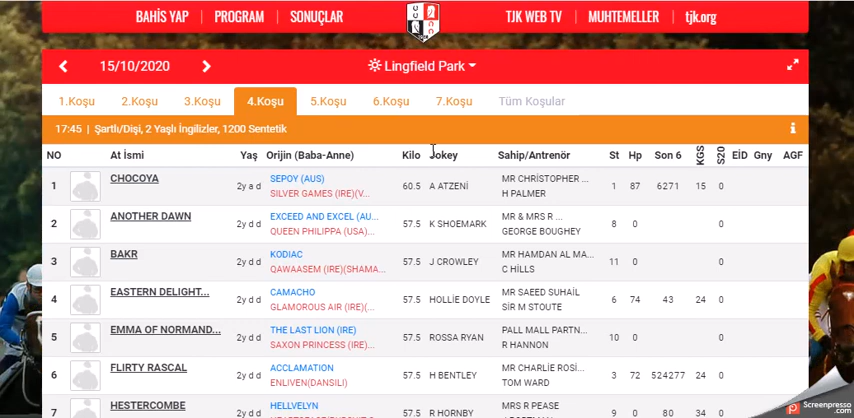 BAHİS YAP | PROGRAM | SONUÇLAR TJK WEB TV | MUHTEMELLER | tjk.org
15/10/2020 Lingfield Park
1.Koşu 2.Koşu 3.Koşu 4.Koşu 5.Koşu 6.Koşu 7.Koşu Tüm Koşular
17:45 | Şartlı/Dişi, 2 Yaşlı İngilizler, 1200 Sentetik
NO At İsmi Yaş Orijin (Baba-Anne) Kilo Jokey Sahip/Antrenör St Hp Son 6 KGS S20 EİD Gny AGF
1 CHOCOYA 2y a d SEPOY (AUS) 60.5 A ATZENİ MR CHRİSTOPHER ... 1 87 6271 15 0
SILVER GAMES (IRE)(V... H PALMER
2 ANOTHER DAWN 2y d d EXCEED AND EXCEL (AU... 57.5 K SHOEMARK MR & MRS R ... 8 0 0
QUEEN PHILIPPA (USA)... GEORGE BOUGHEY
3 BAKR 2y d d KODIAC 57.5 J CROWLEY MR HAMDAN AL MA... 11 0 0
QAWAASEM (IRE)(SHAMA... C HILLS
4 EASTERN DELIGHT... 2y d d CAMACHO 57.5 HOLLİE DOYLE MR SAEED SUHAIL 6 74 43 24 0
GLAMOROUS AIR (IRE)(... SİR M STOUTE
5 EMMA OF NORMAND... 2y d d THE LAST LION (IRE) 57.5 ROSSA RYAN PALL MALL PARTN... 10 0 0
SAXON PRINCESS (IRE)... R HANNON
6 FLIRTY RASCAL 2y d d ACCLAMATION 57.5 H BENTLEY MR CHARLİE ROSİ... 3 72 524277 24 0
ENLIVEN(DANSILI) TOM WARD
7 HESTERCOMBE 2y d d HELLVELYN 57.5 R HORNBY MRS R PEASE 9 0 80 34 0
Screenpresso
.com